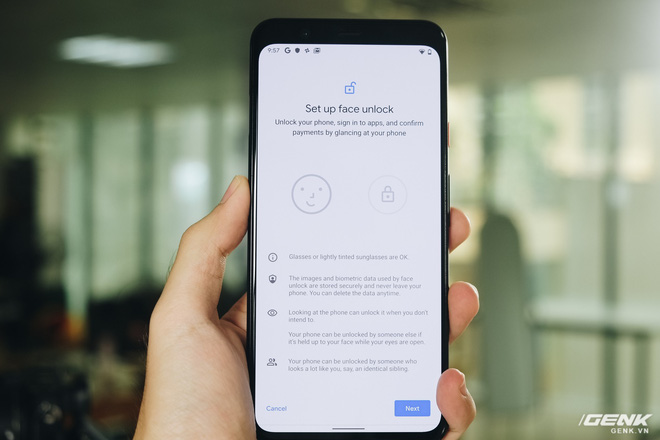 9:57
Set up face unlock
Unlock your phone, sign in to apps, and confirm
payments by glancing at your phone
Glasses or lightly tinted sunglasses are OK.
The images and biometric data used by face
unlock are stored securely and never leave your
phone. You can delete the data anytime.
Looking at the phone can unlock it when you don't
intend to.
Your phone can be unlocked by someone else if
it's held up to your face while your eyes are open.
Your phone can be unlocked by someone who
looks a lot like you, say, an identical sibling.
Cancel
Next
GENK
GENK.VN